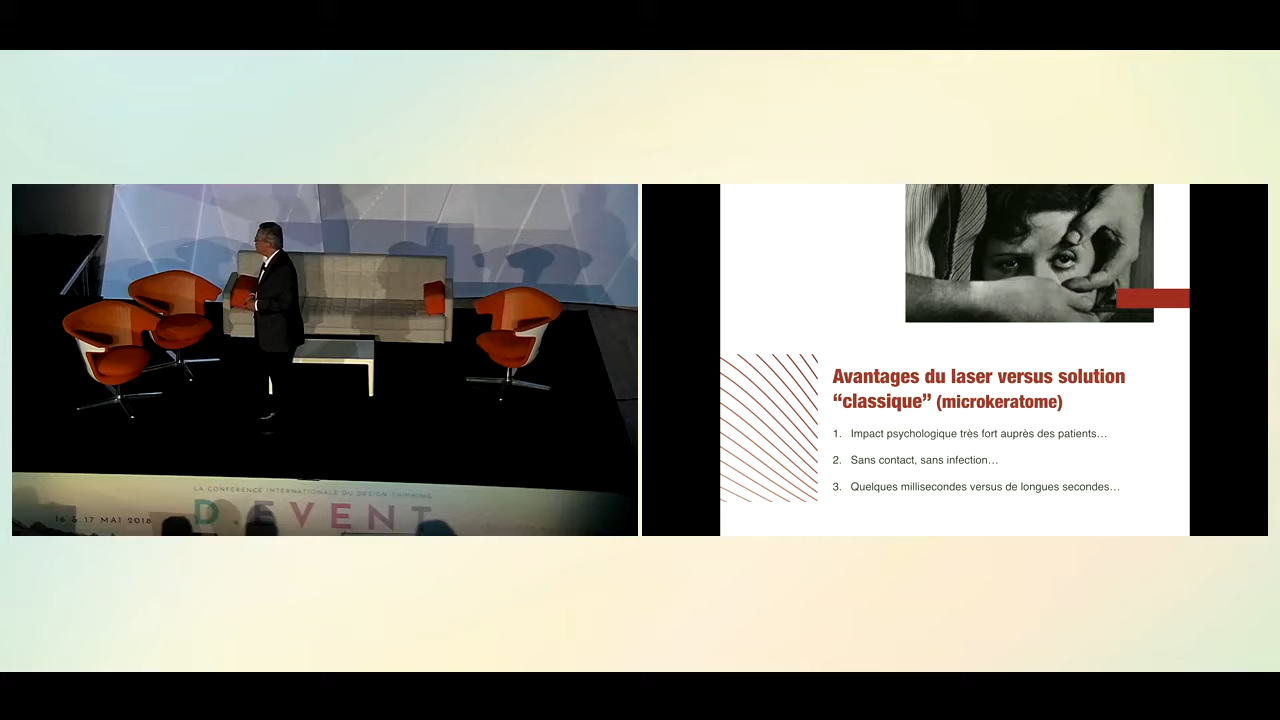 LA CONFÉRENCE INTERNATIONALE DU DESIGN THINKING
16 & 17 MAI 2018
D.EVENT
Avantages du laser versus solution
“classique” (microkeratome)
1. Impact psychologique très fort auprès des patients…
2. Sans contact, sans infection…
3. Quelques millisecondes versus de longues secondes…